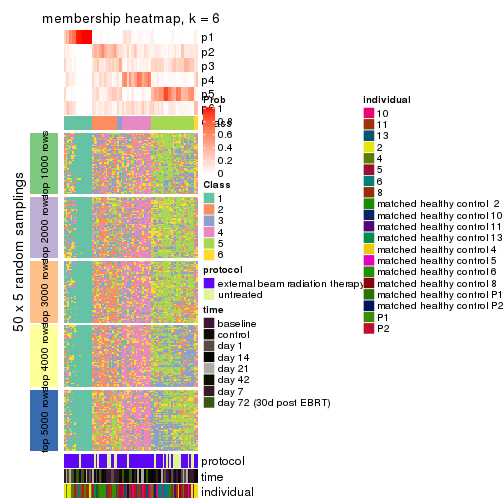 membership heatmap, k = 6
p1
p2
p3
p4
p5
Prob
1
0.8
0.6
0.4
0.2
0
Class
1
2
3
4
5
6
protocol
external beam radiation therapy
untreated
time
baseline
control
day 1
day 14
day 21
day 42
day 7
day 72 (30d post EBRT)
individual
10
11
13
2
4
5
6
8
matched healthy control 2
matched healthy control 10
matched healthy control 11
matched healthy control 13
matched healthy control 4
matched healthy control 5
matched healthy control 6
matched healthy control 8
matched healthy control P1
matched healthy control P2
P1
P2
50 x 5 random samplings
top 1000 rows
top 2000 rows
top 3000 rows
top 4000 rows
top 5000 rows
protocol
time
individual